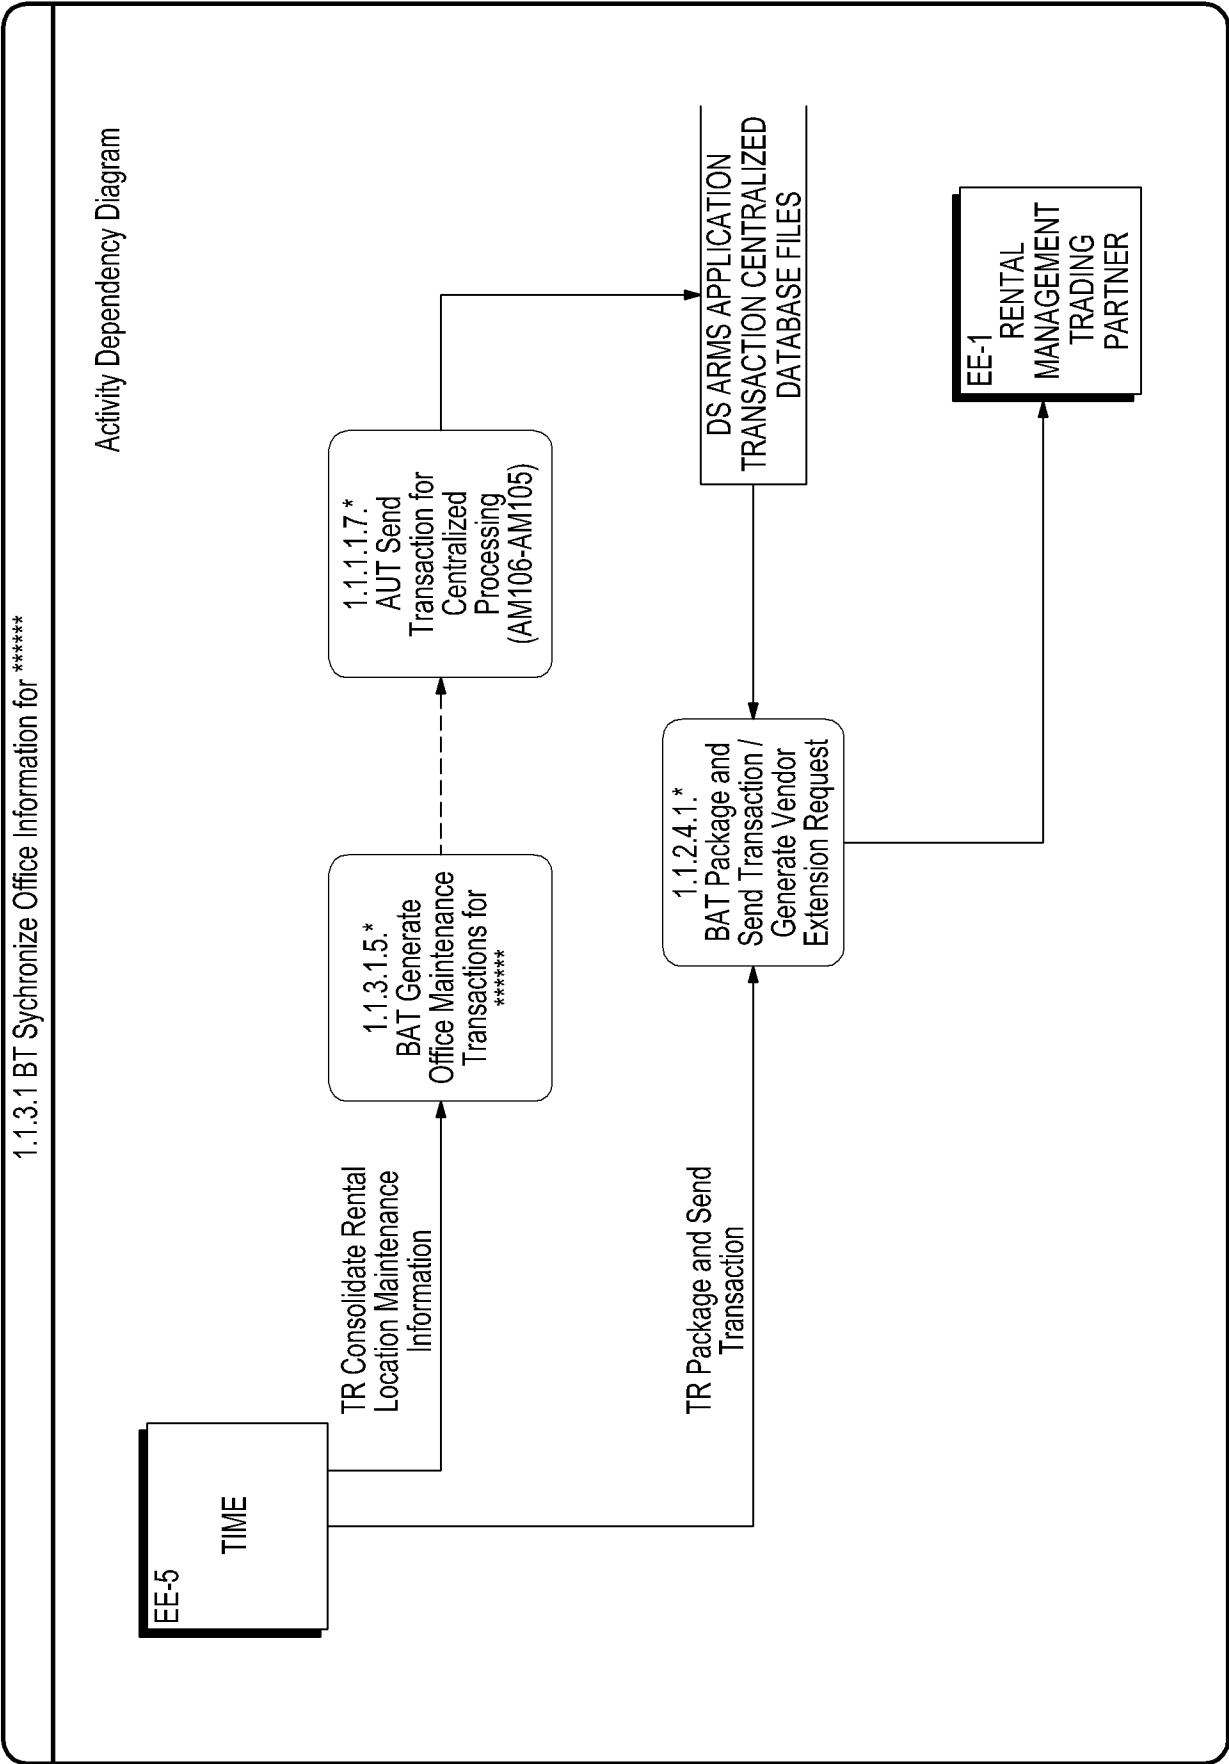 1.1.3.1 BT Sychronize Office Information for ******
Activity Dependency Diagram
EE-5
TIME
TR Consolidate Rental
Location Maintenance
Information
1.1.3.1.5.*
BAT Generate
Office Maintenance
Transactions for
******
1.1.1.1.7.*
AUT Send
Transaction for
Centralized
Processing
(AM106-AM105)
TR Package and Send
Transaction
1.1.2.4.1.*
BAT Package and
Send Transaction /
Generate Vendor
Extension Request
DS ARMS APPLICATION
TRANSACTION CENTRALIZED
DATABASE FILES
EE-1
RENTAL
MANAGEMENT
TRADING
PARTNER